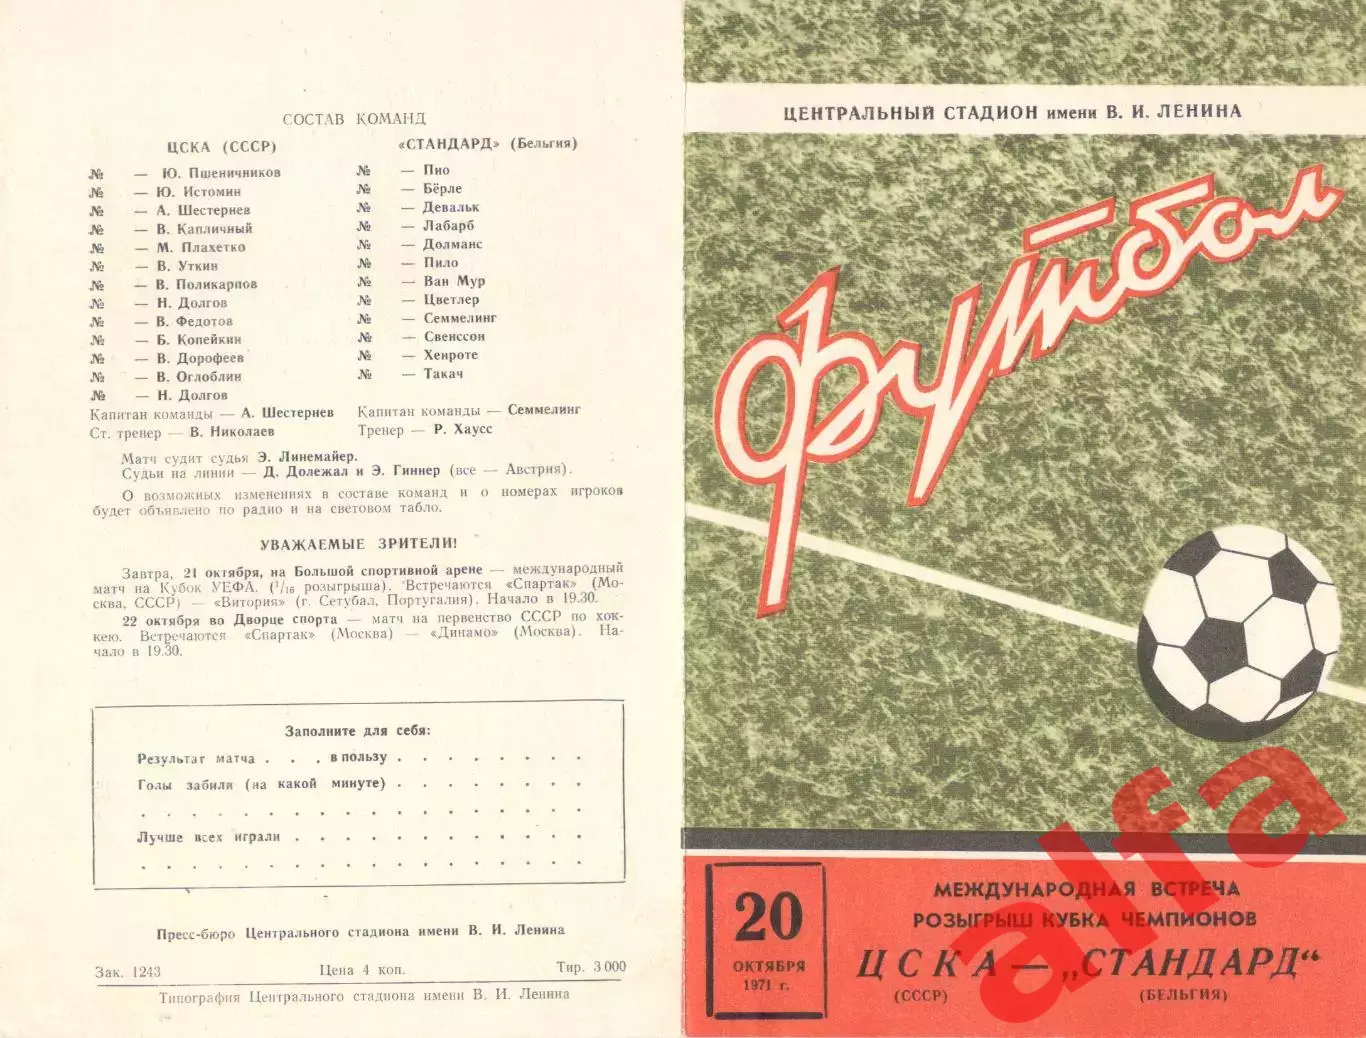 СОСТАВ КОМАНД
ЦСКА (СССР)
№ — Ю. Пшеничников
№ — Ю. Истомин
№ — А. Шестернев
№ — В. Капличный
№ — М. Плахетко
№ — В. Уткин
№ — В. Поликарпов
№ — Н. Долгов
№ — В. Федотов
№ — Б. Копейкин
№ — В. Дорофеев
№ — В. Оглоблин
№ — Н. Долгов
Капитан команды — А. Шестернев
Ст. тренер — В. Николаев
«СТАНДАРД» (Бельгия)
№ — Пио
№ — Бёрле
№ — Девальк
№ — Лабарб
№ — Долманс
№ — Пило
№ — Ван Мур
№ — Цветлер
№ — Семмелинг
№ — Свенссон
№ — Хенроте
№ — Такач
Капитан команды — Семмелинг
Тренер — Р. Хаусс
Матч судит судья Э. Линемайер.
Судьи на линии — Д. Долежал и Э. Гиннер (все — Австрия).
О возможных изменениях в составе команд и о номерах игроков
будет объявлено по радио и на световом табло.
УВАЖАЕМЫЕ ЗРИТЕЛИ!
Завтра, 21 октября, на Большой спортивной арене — международный
матч на Кубок УЕФА. (1/16 розыгрыша). Встречаются «Спартак» (Мо-
сква, СССР) — «Витория» (г. Сетубал, Португалия). Начало в 19.30.
22 октября во Дворце спорта — матч на первенство СССР по хок-
кею. Встречаются «Спартак» (Москва) — «Динамо» (Москва). На-
чало в 19.30.
Заполните для себя:
Результат матча . . . в пользу . . . . . . . .
Голы забили (на какой минуте) . . . . . . . .
. . . . . . . . . . . . . . . . . . .
Лучше всех играли . . . . . . . . . . . .
. . . . . . . . . . . . . . . . . . .
Пресс-бюро Центрального стадиона имени В. И. Ленина
Зак. 1243 Цена 4 коп. Тир. 3 000
Типография Центрального стадиона имени В. И. Ленина
ЦЕНТРАЛЬНЫЙ СТАДИОН имени В. И. ЛЕНИНА
Футбол
20
ОКТЯБРЯ
1971 г.
МЕЖДУНАРОДНАЯ ВСТРЕЧА
РОЗЫГРЫШ КУБКА ЧЕМПИОНОВ
ЦСКА — „СТАНДАРД“
(СССР) (БЕЛЬГИЯ)
alfa